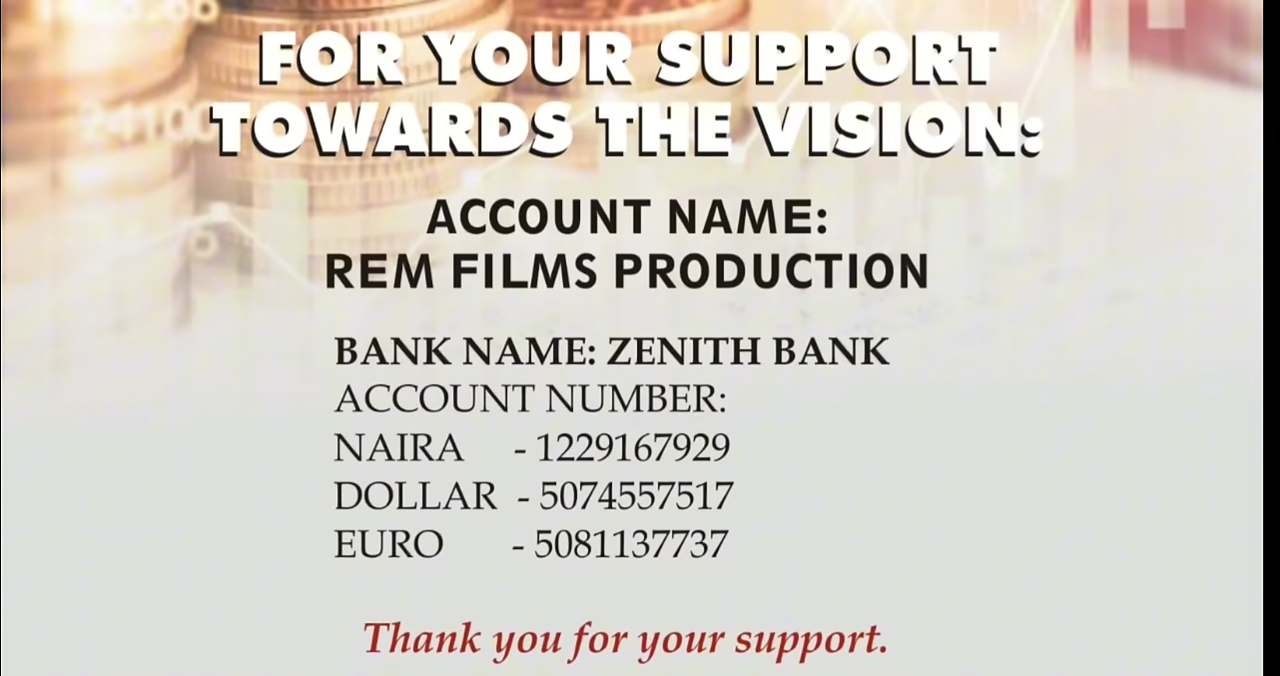 FOR YOUR SUPPORT
TOWARDS THE VISION:
ACCOUNT NAME:
REM FILMS PRODUCTION
BANK NAME: ZENITH BANK
ACCOUNT NUMBER:
NAIRA - 1229167929
DOLLAR - 5074557517
EURO - 5081137737
Thank you for your support.